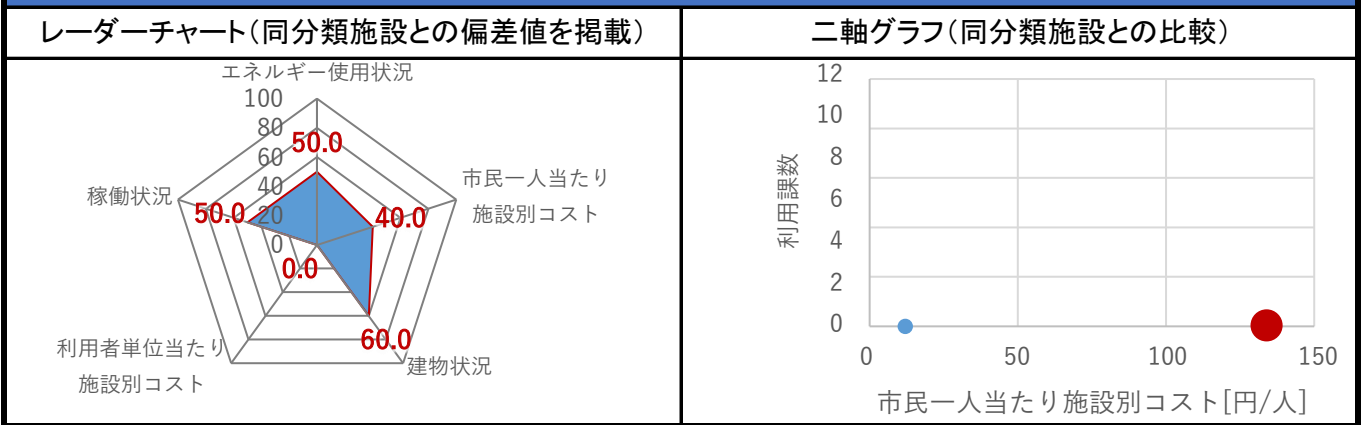 レーダーチャート(同分類施設との偏差値を掲載)
エネルギー使用状況
100
80
60
40
20
0
50.0
市民一人当たり
施設別コスト
40.0
60.0
建物状況
0.0
利用者単位当たり
施設別コスト
50.0
稼働状況
二軸グラフ(同分類施設との比較)
12
10
8
6
4
2
0
利用課数
0 50 100 150
市民一人当たり施設別コスト[円/人]